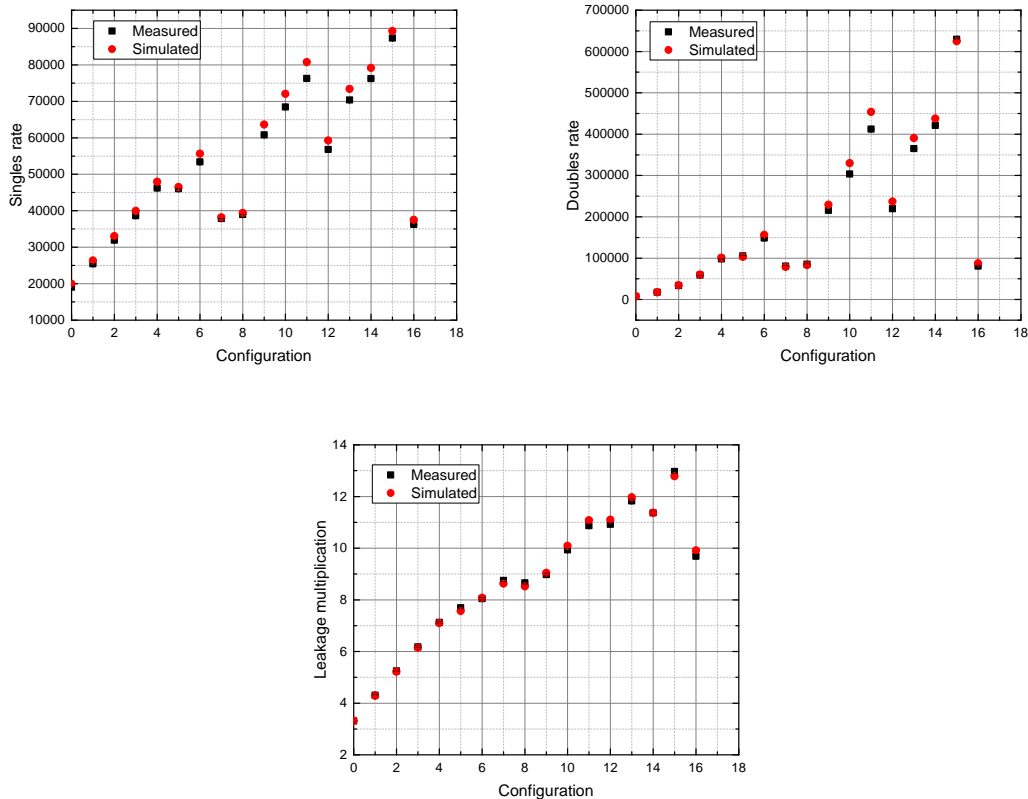 90000
80000
70000
60000
50000
40000
30000
20000
10000
Singles rate
Measured
Simulated
0 2 4 6 8 10 12 14 16 18
Configuration
700000
600000
500000
400000
300000
200000
100000
0
Doubles rate
Measured
Simulated
0 2 4 6 8 10 12 14 16 18
Configuration
14
12
10
8
6
4
2
Leakage multiplication
Measured
Simulated
0 2 4 6 8 10 12 14 16 18
Configuration